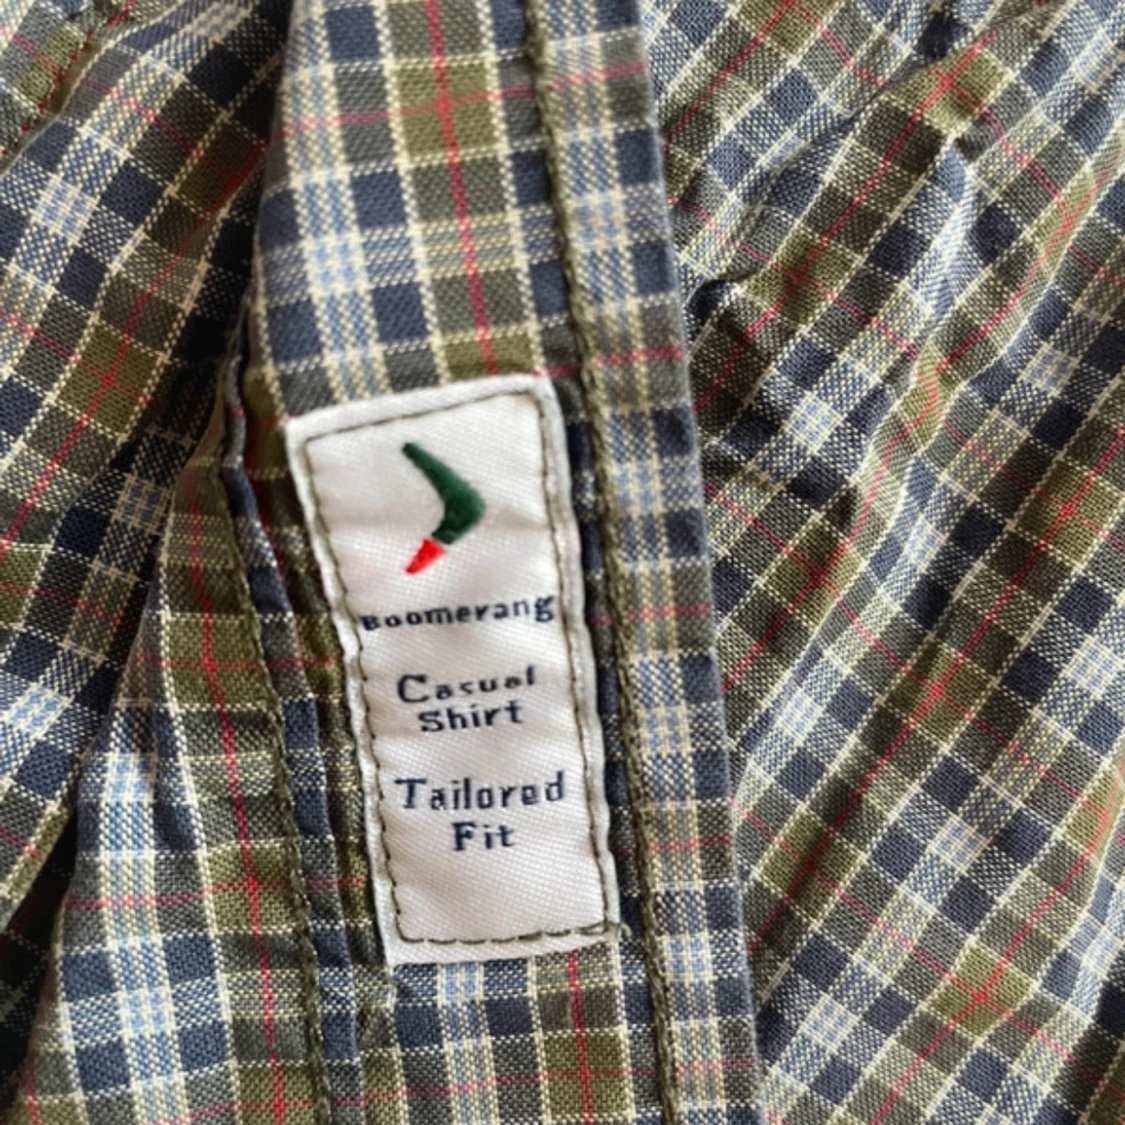 Boomerang
Casual
Shirt
Tailored
Fit